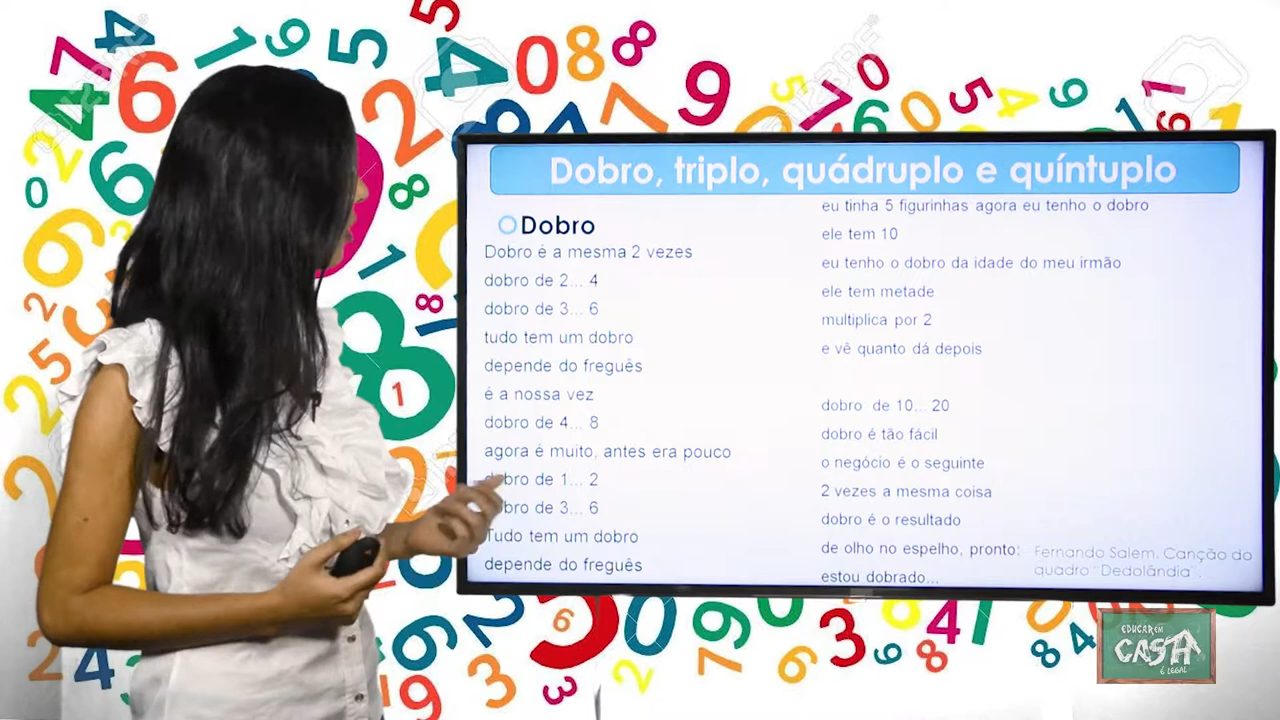 Dobro, triplo, quádruplo e quíntuplo
Dobro
Dobro é a mesma 2 vezes
dobro de 2... 4
dobro de 3... 6
tudo tem um dobro
depende do freguês
é a nossa vez
dobro de 4... 8
agora é muito, antes era pouco
dobro de 1... 2
dobro de 3... 6
Tudo tem um dobro
depende do freguês
eu tinha 5 figurinhas agora eu tenho o dobro
ele tem 10
eu tenho o dobro da idade do meu irmão
ele tem metade
multiplica por 2
e vê quanto dá depois
dobro de 10... 20
dobro é tão fácil
o negócio é o seguinte
2 vezes a mesma coisa
dobro é o resultado
de olho no espelho, pronto:
estou dobrado...
Fernando Salem. Canção do
quadro "Dedolândia".
EDUCAR EM
CASA
É LEGAL